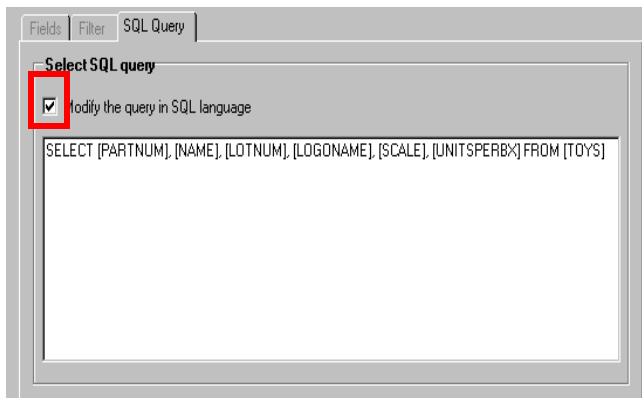 Fields Filter SQL Query
Select SQL query
Modify the query in SQL language
SELECT [PARTNUM], [NAME], [LOTNUM], [LOGONAME], [SCALE], [UNITSPERBX] FROM [TOYS]